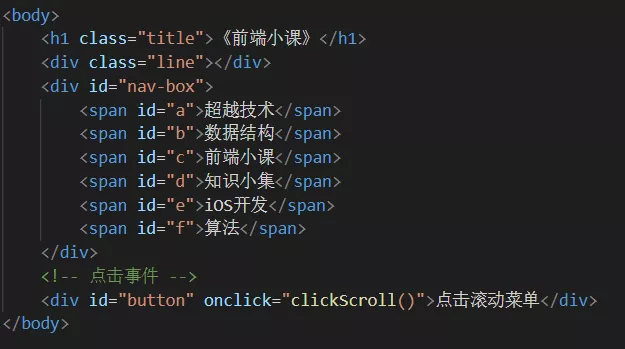 <body>
<h1 class="title">《前端小课》</h1>
<div class="line"></div>
<div id="nav-box">
<span id="a">超越技术</span>
<span id="b">数据结构</span>
<span id="c">前端小课</span>
<span id="d">知识小集</span>
<span id="e">iOS开发</span>
<span id="f">算法</span>
</div>
<!-- 点击事件 -->
<div id="button" onclick="clickScroll()">点击滚动菜单</div>
</body>